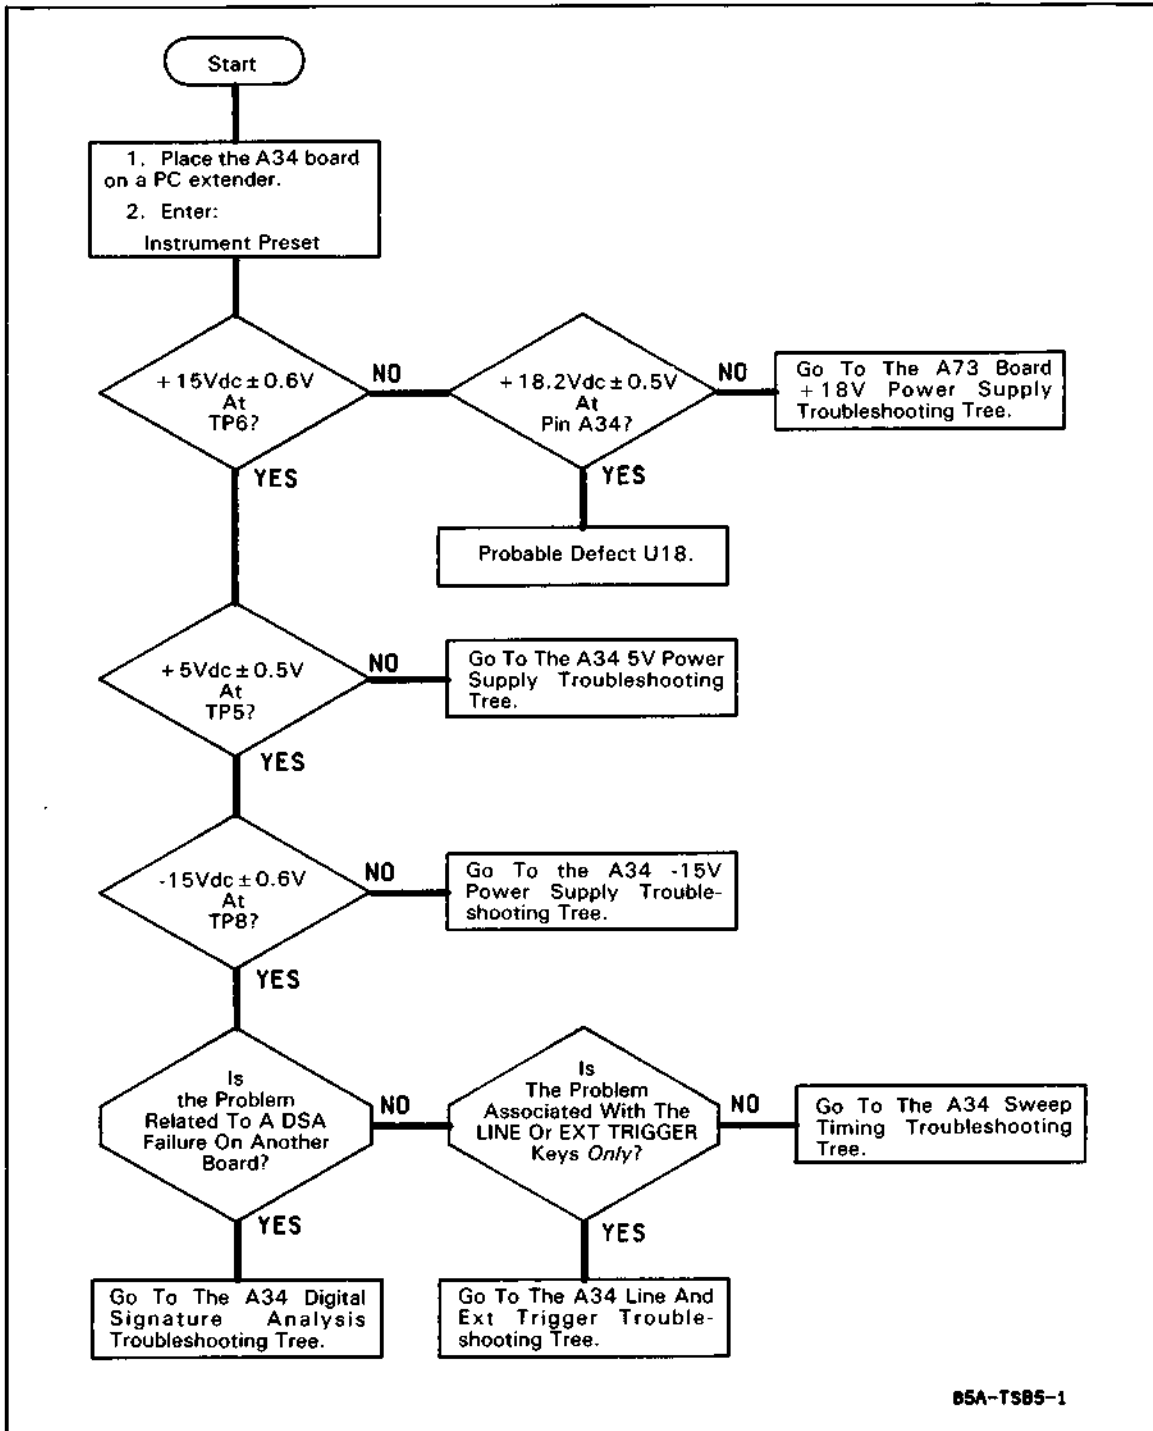 Start
1. Place the A34 board
on a PC extender.
2. Enter:
Instrument Preset
+15Vdc±0.6V
At
TP6?
NO
YES
+18.2Vdc±0.5V
At
Pin A34?
NO
YES
Go To The A73 Board
+18V Power Supply
Troubleshooting Tree.
Probable Defect U18.
+5Vdc±0.5V
At
TP5?
NO
YES
Go To The A34 5V Power
Supply Troubleshooting
Tree.
-15Vdc±0.6V
At
TP8?
NO
YES
Go To the A34 -15V
Power Supply Trouble-
shooting Tree.
Is
the Problem
Related To A DSA
Failure On Another
Board?
NO
YES
Is
The Problem
Associated With The
LINE Or EXT TRIGGER
Keys Only?
NO
YES
Go To The A34 Sweep
Timing Troubleshooting
Tree.
Go To The A34 Digital
Signature Analysis
Troubleshooting Tree.
Go To The A34 Line And
Ext Trigger Trouble-
shooting Tree.
85A-TSB5-1